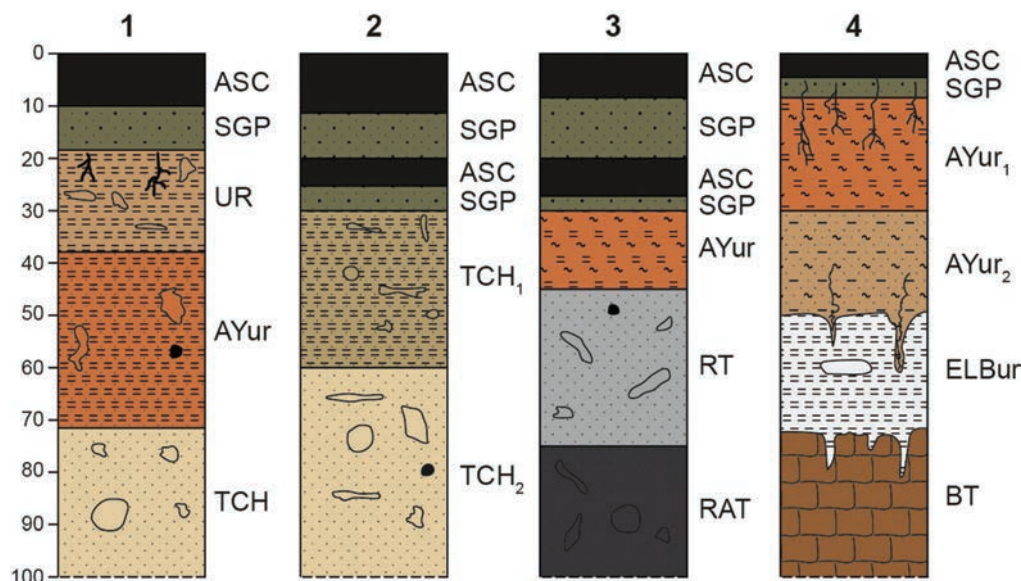 1
2
3
4
0
10
20
30
40
50
60
70
80
90
100
ASC
SGP
UR
AYur
TCH
ASC
SGP
ASC
SGP
TCH₁
TCH₂
ASC
SGP
ASC
SGP
AYur
RT
RAT
ASC
SGP
AYur₁
AYur₂
ELBur
BT